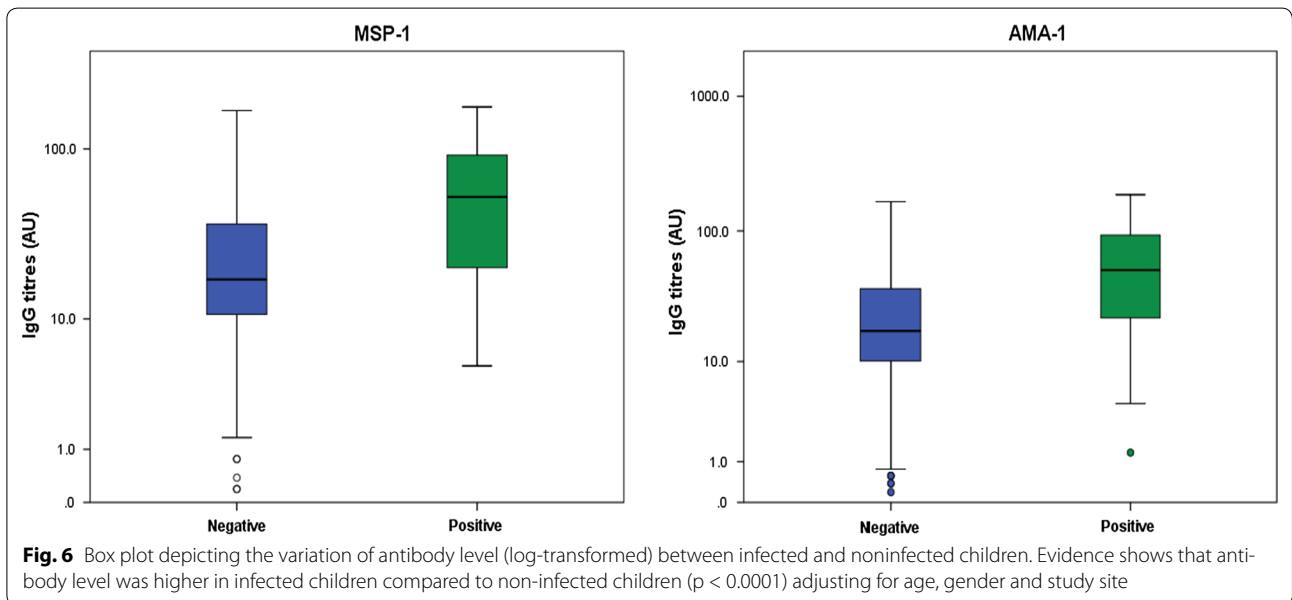 MSP-1
AMA-1
IgG titres (AU)
100.0
10.0
1.0
.0
Negative
Positive
IgG titres (AU)
1000.0
100.0
10.0
1.0
.0
Negative
Positive
Fig. 6 Box plot depicting the variation of antibody level (log-transformed) between infected and noninfected children. Evidence shows that anti-
body level was higher in infected children compared to non-infected children (p < 0.0001) adjusting for age, gender and study site